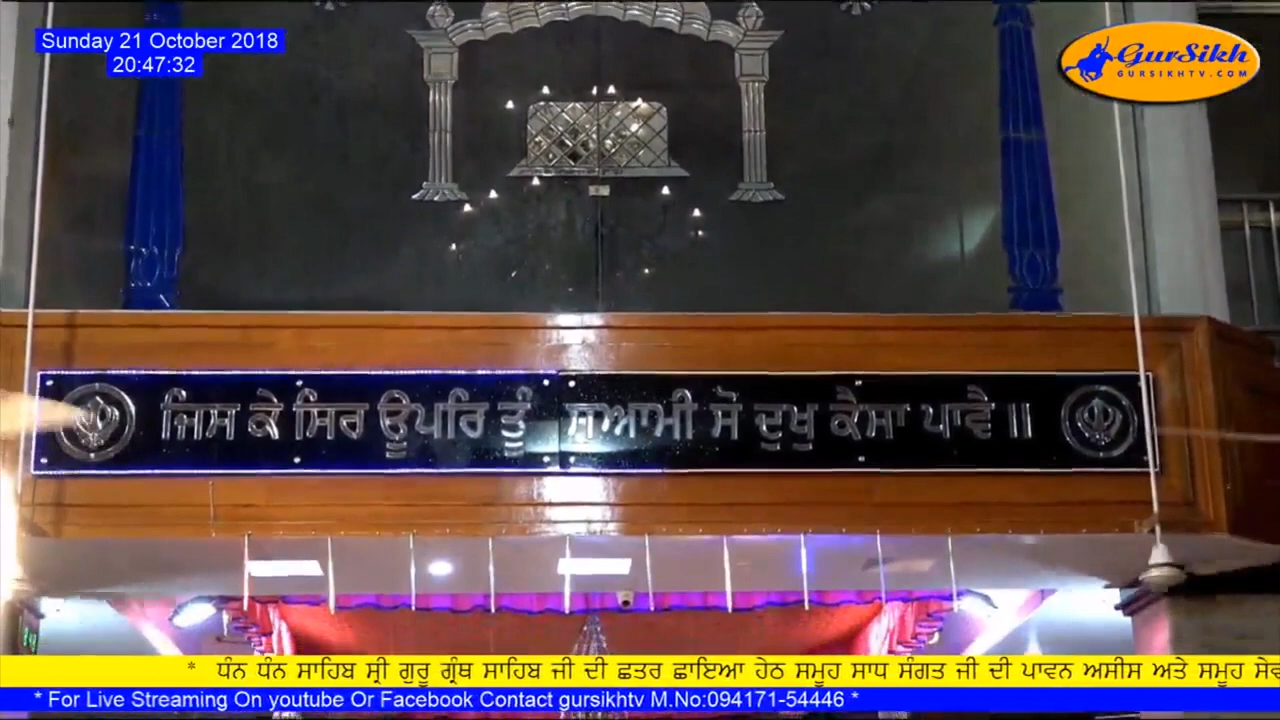 Sunday 21 October 2018
20:47:32
GurSikh
GURSIKHTV.COM
ਜਿਸ ਕੇ ਸਿਰ ਊਪਰਿ ਤੂੰ ਸੁਆਮੀ ਸੋ ਦੁਖੁ ਕੈਸਾ ਪਾਵੈ ॥
* ਧੰਨ ਧੰਨ ਸਾਹਿਬ ਸ੍ਰੀ ਗੁਰੂ ਗ੍ਰੰਥ ਸਾਹਿਬ ਜੀ ਦੀ ਛਤਰ ਛਾਇਆ ਹੇਠ ਸਮੂਹ ਸਾਧ ਸੰਗਤ ਜੀ ਦੀ ਪਾਵਨ ਅਸੀਸ ਅਤੇ ਸਮੂਹ
* For Live Streaming On youtube Or Facebook Contact gursikhtv M.No:094171-54446 *